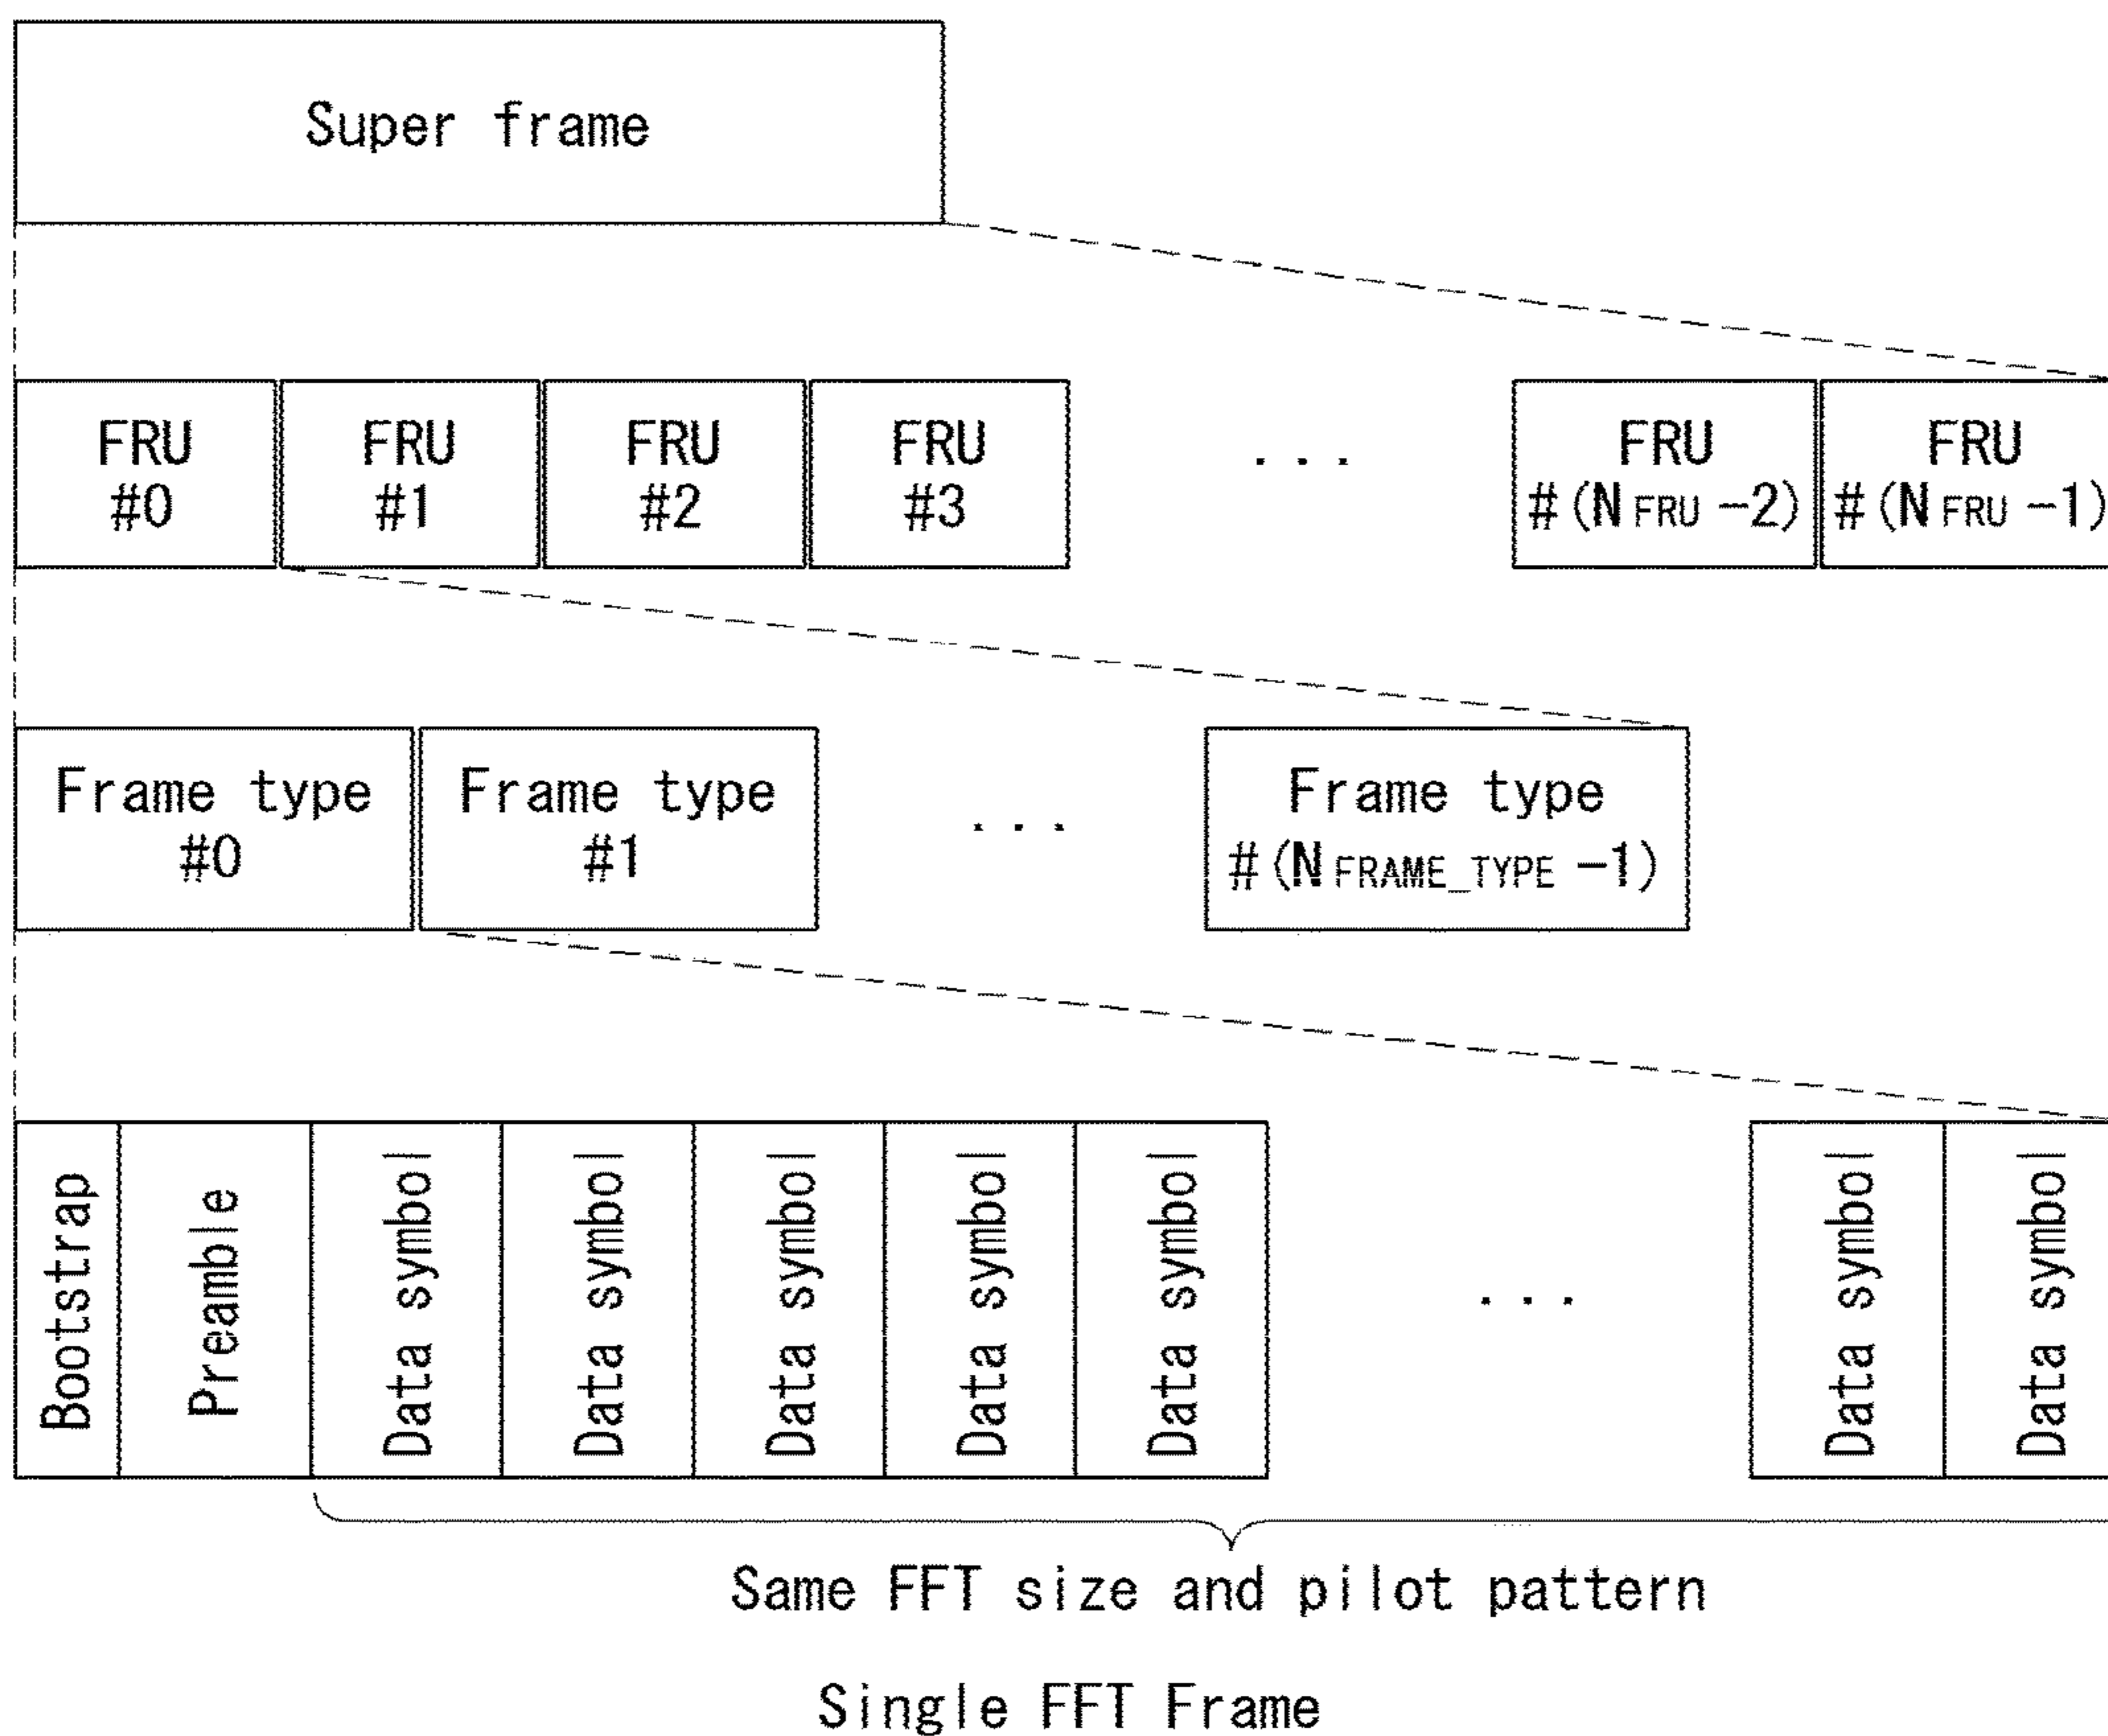 Super frame
FRU FRU FRU FRU ... FRU FRU
#0 #1 #2 #3 #(N FRU -2) #(N FRU -1)
Frame type Frame type ... Frame type
#0 #1 #(N FRAME_TYPE -1)
Bootstrap
Preamble
Data symbol
Data symbol
Data symbol
Data symbol
Data symbol
...
Data symbol
Data symbol
Same FFT size and pilot pattern
Single FFT Frame